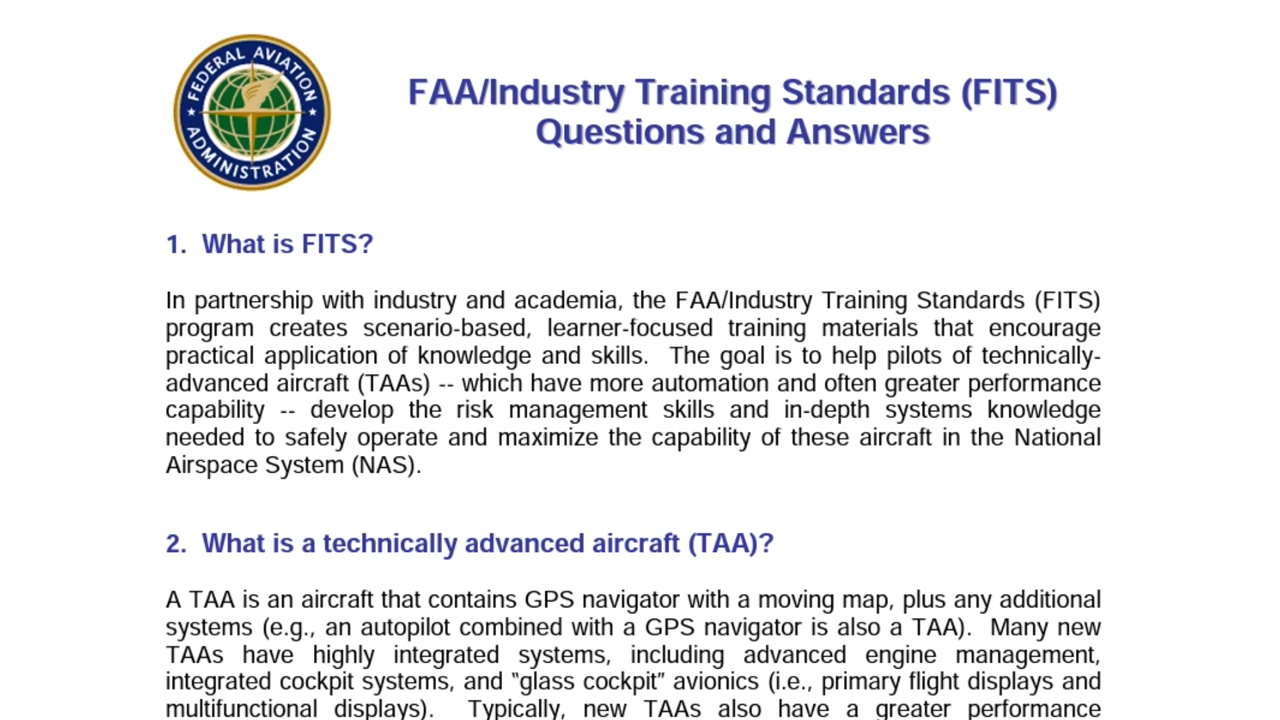 FEDERAL AVIATION
ADMINISTRATION
FAA/Industry Training Standards (FITS)
Questions and Answers
1. What is FITS?
In partnership with industry and academia, the FAA/Industry Training Standards (FITS)
program creates scenario-based, learner-focused training materials that encourage
practical application of knowledge and skills. The goal is to help pilots of technically-
advanced aircraft (TAAs) -- which have more automation and often greater performance
capability -- develop the risk management skills and in-depth systems knowledge
needed to safely operate and maximize the capability of these aircraft in the National
Airspace System (NAS).
2. What is a technically advanced aircraft (TAA)?
A TAA is an aircraft that contains GPS navigator with a moving map, plus any additional
systems (e.g., an autopilot combined with a GPS navigator is also a TAA). Many new
TAAs have highly integrated systems, including advanced engine management,
integrated cockpit systems, and “glass cockpit” avionics (i.e., primary flight displays and
multifunctional displays). Typically, new TAAs also have a greater performance